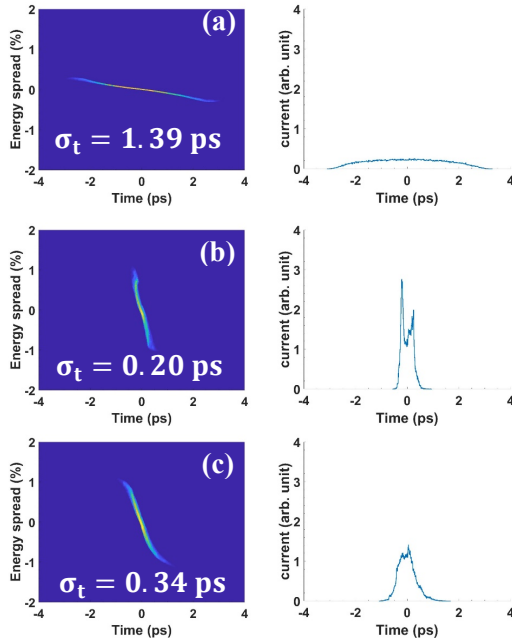 2
1
0
-1
-2
Energy spread (%)
(a)
σt = 1.39 ps
-4 -2 0 2 4
Time (ps)
4
3
2
1
0
current (arb. unit)
-4 -2 0 2 4
Time (ps)
2
1
0
-1
-2
Energy spread (%)
(b)
σt = 0.20 ps
-4 -2 0 2 4
Time (ps)
4
3
2
1
0
current (arb. unit)
-4 -2 0 2 4
Time (ps)
2
1
0
-1
-2
Energy spread (%)
(c)
σt = 0.34 ps
-4 -2 0 2 4
Time (ps)
4
3
2
1
0
current (arb. unit)
-4 -2 0 2 4
Time (ps)